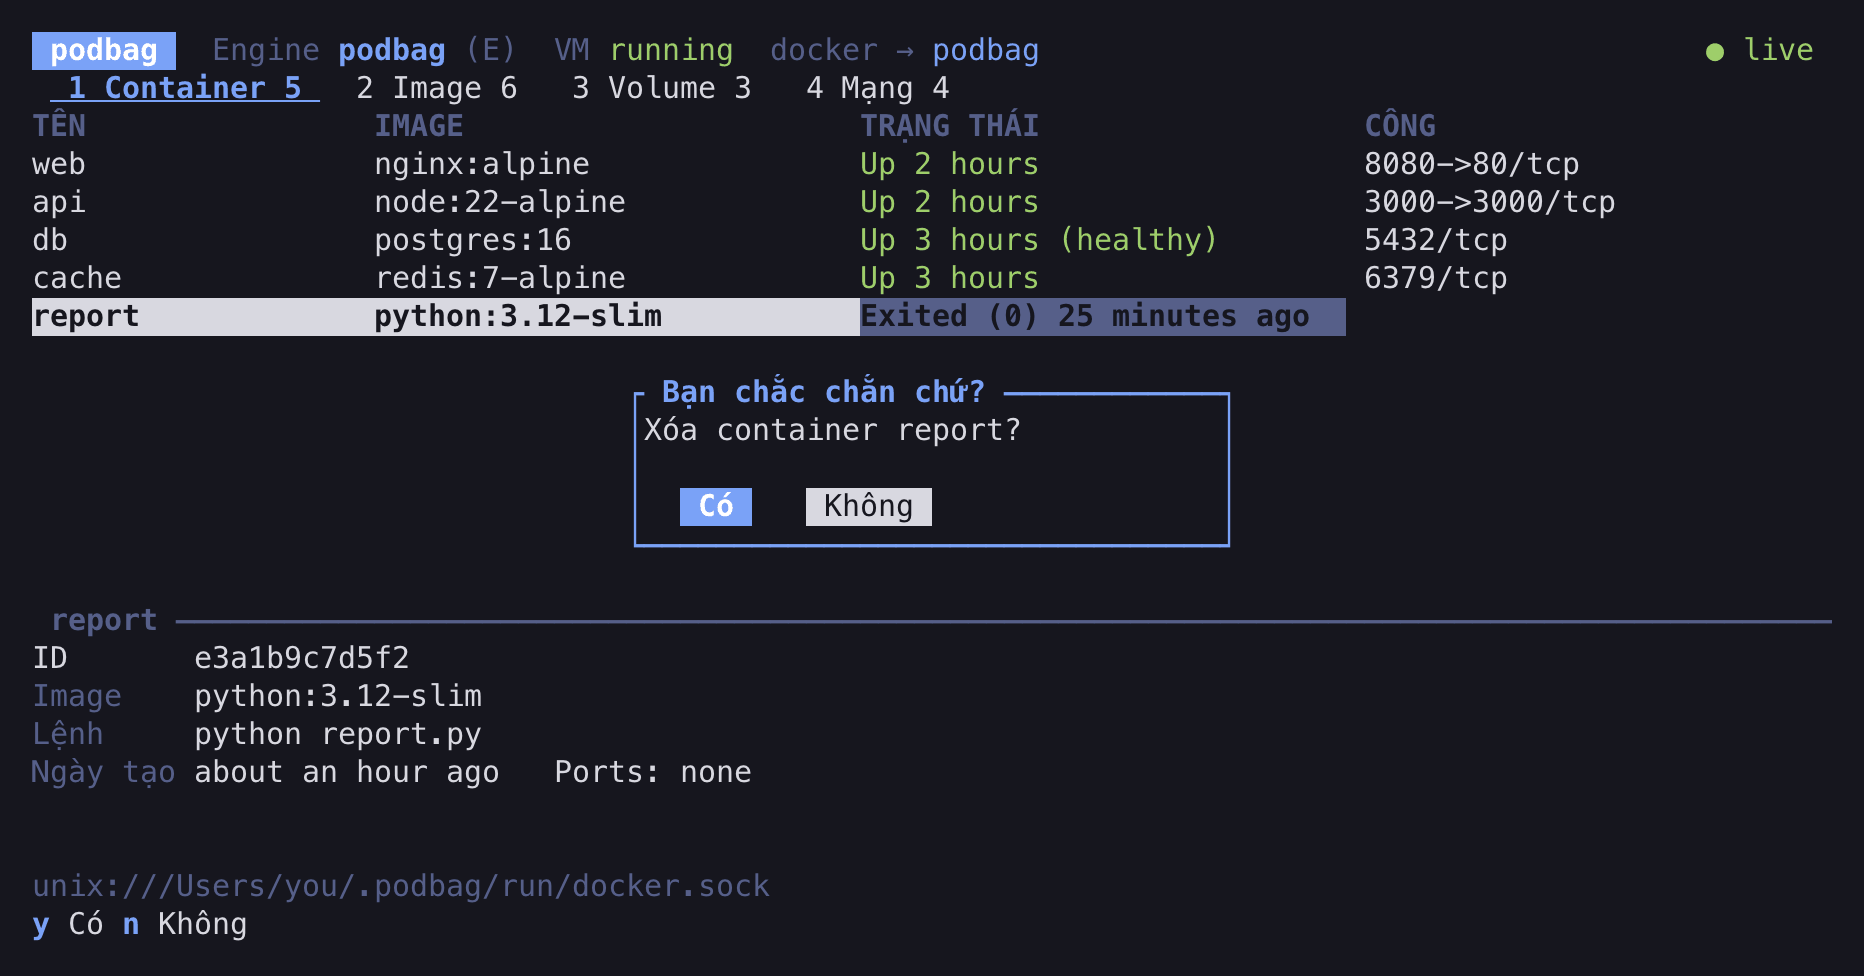 podbag Engine podbag (E) VM running docker → podbag ● live
1 Container 5 2 Image 6 3 Volume 3 4 Mạng 4
TÊN IMAGE TRẠNG THÁI CÔNG
web nginx:alpine Up 2 hours 8080->80/tcp
api node:22-alpine Up 2 hours 3000->3000/tcp
db postgres:16 Up 3 hours (healthy) 5432/tcp
cache redis:7-alpine Up 3 hours 6379/tcp
report python:3.12-slim Exited (0) 25 minutes ago
Bạn chắc chắn chứ?
Xóa container report?
Có Không
report
ID e3a1b9c7d5f2
Image python:3.12-slim
Lệnh python report.py
Ngày tạo about an hour ago Ports: none
unix:///Users/you/.podbag/run/docker.sock
y Có n Không